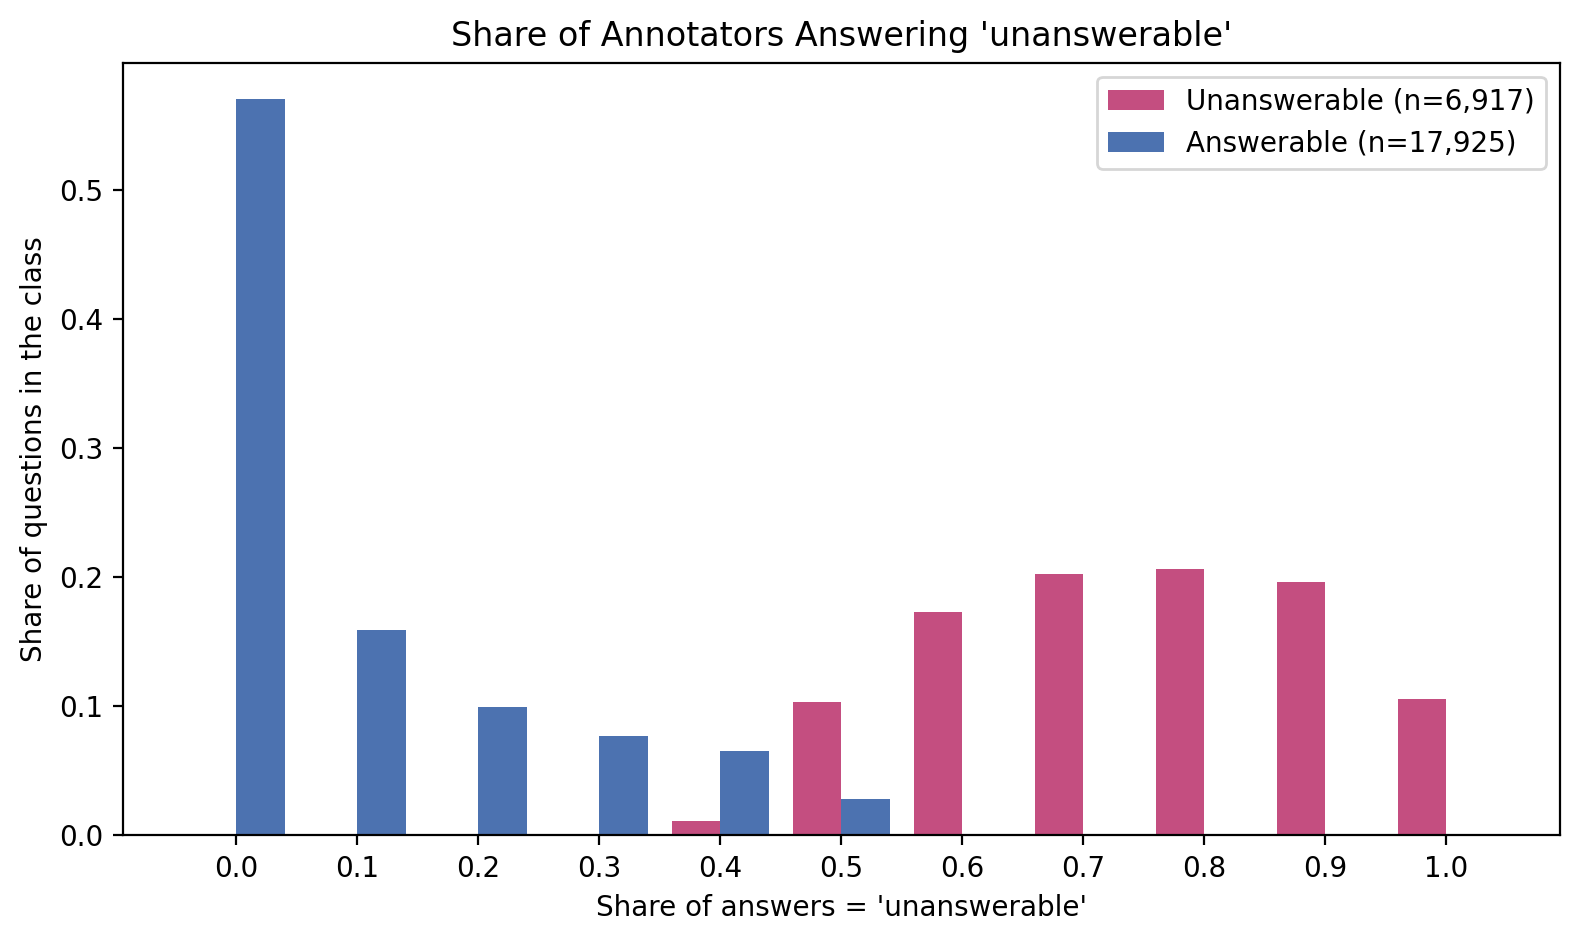 Share of Annotators Answering 'unanswerable'
Unanswerable (n=6,917)
Answerable (n=17,925)
Share of questions in the class
0.5
0.4
0.3
0.2
0.1
0.0
0.0 0.1 0.2 0.3 0.4 0.5 0.6 0.7 0.8 0.9 1.0
Share of answers = 'unanswerable'